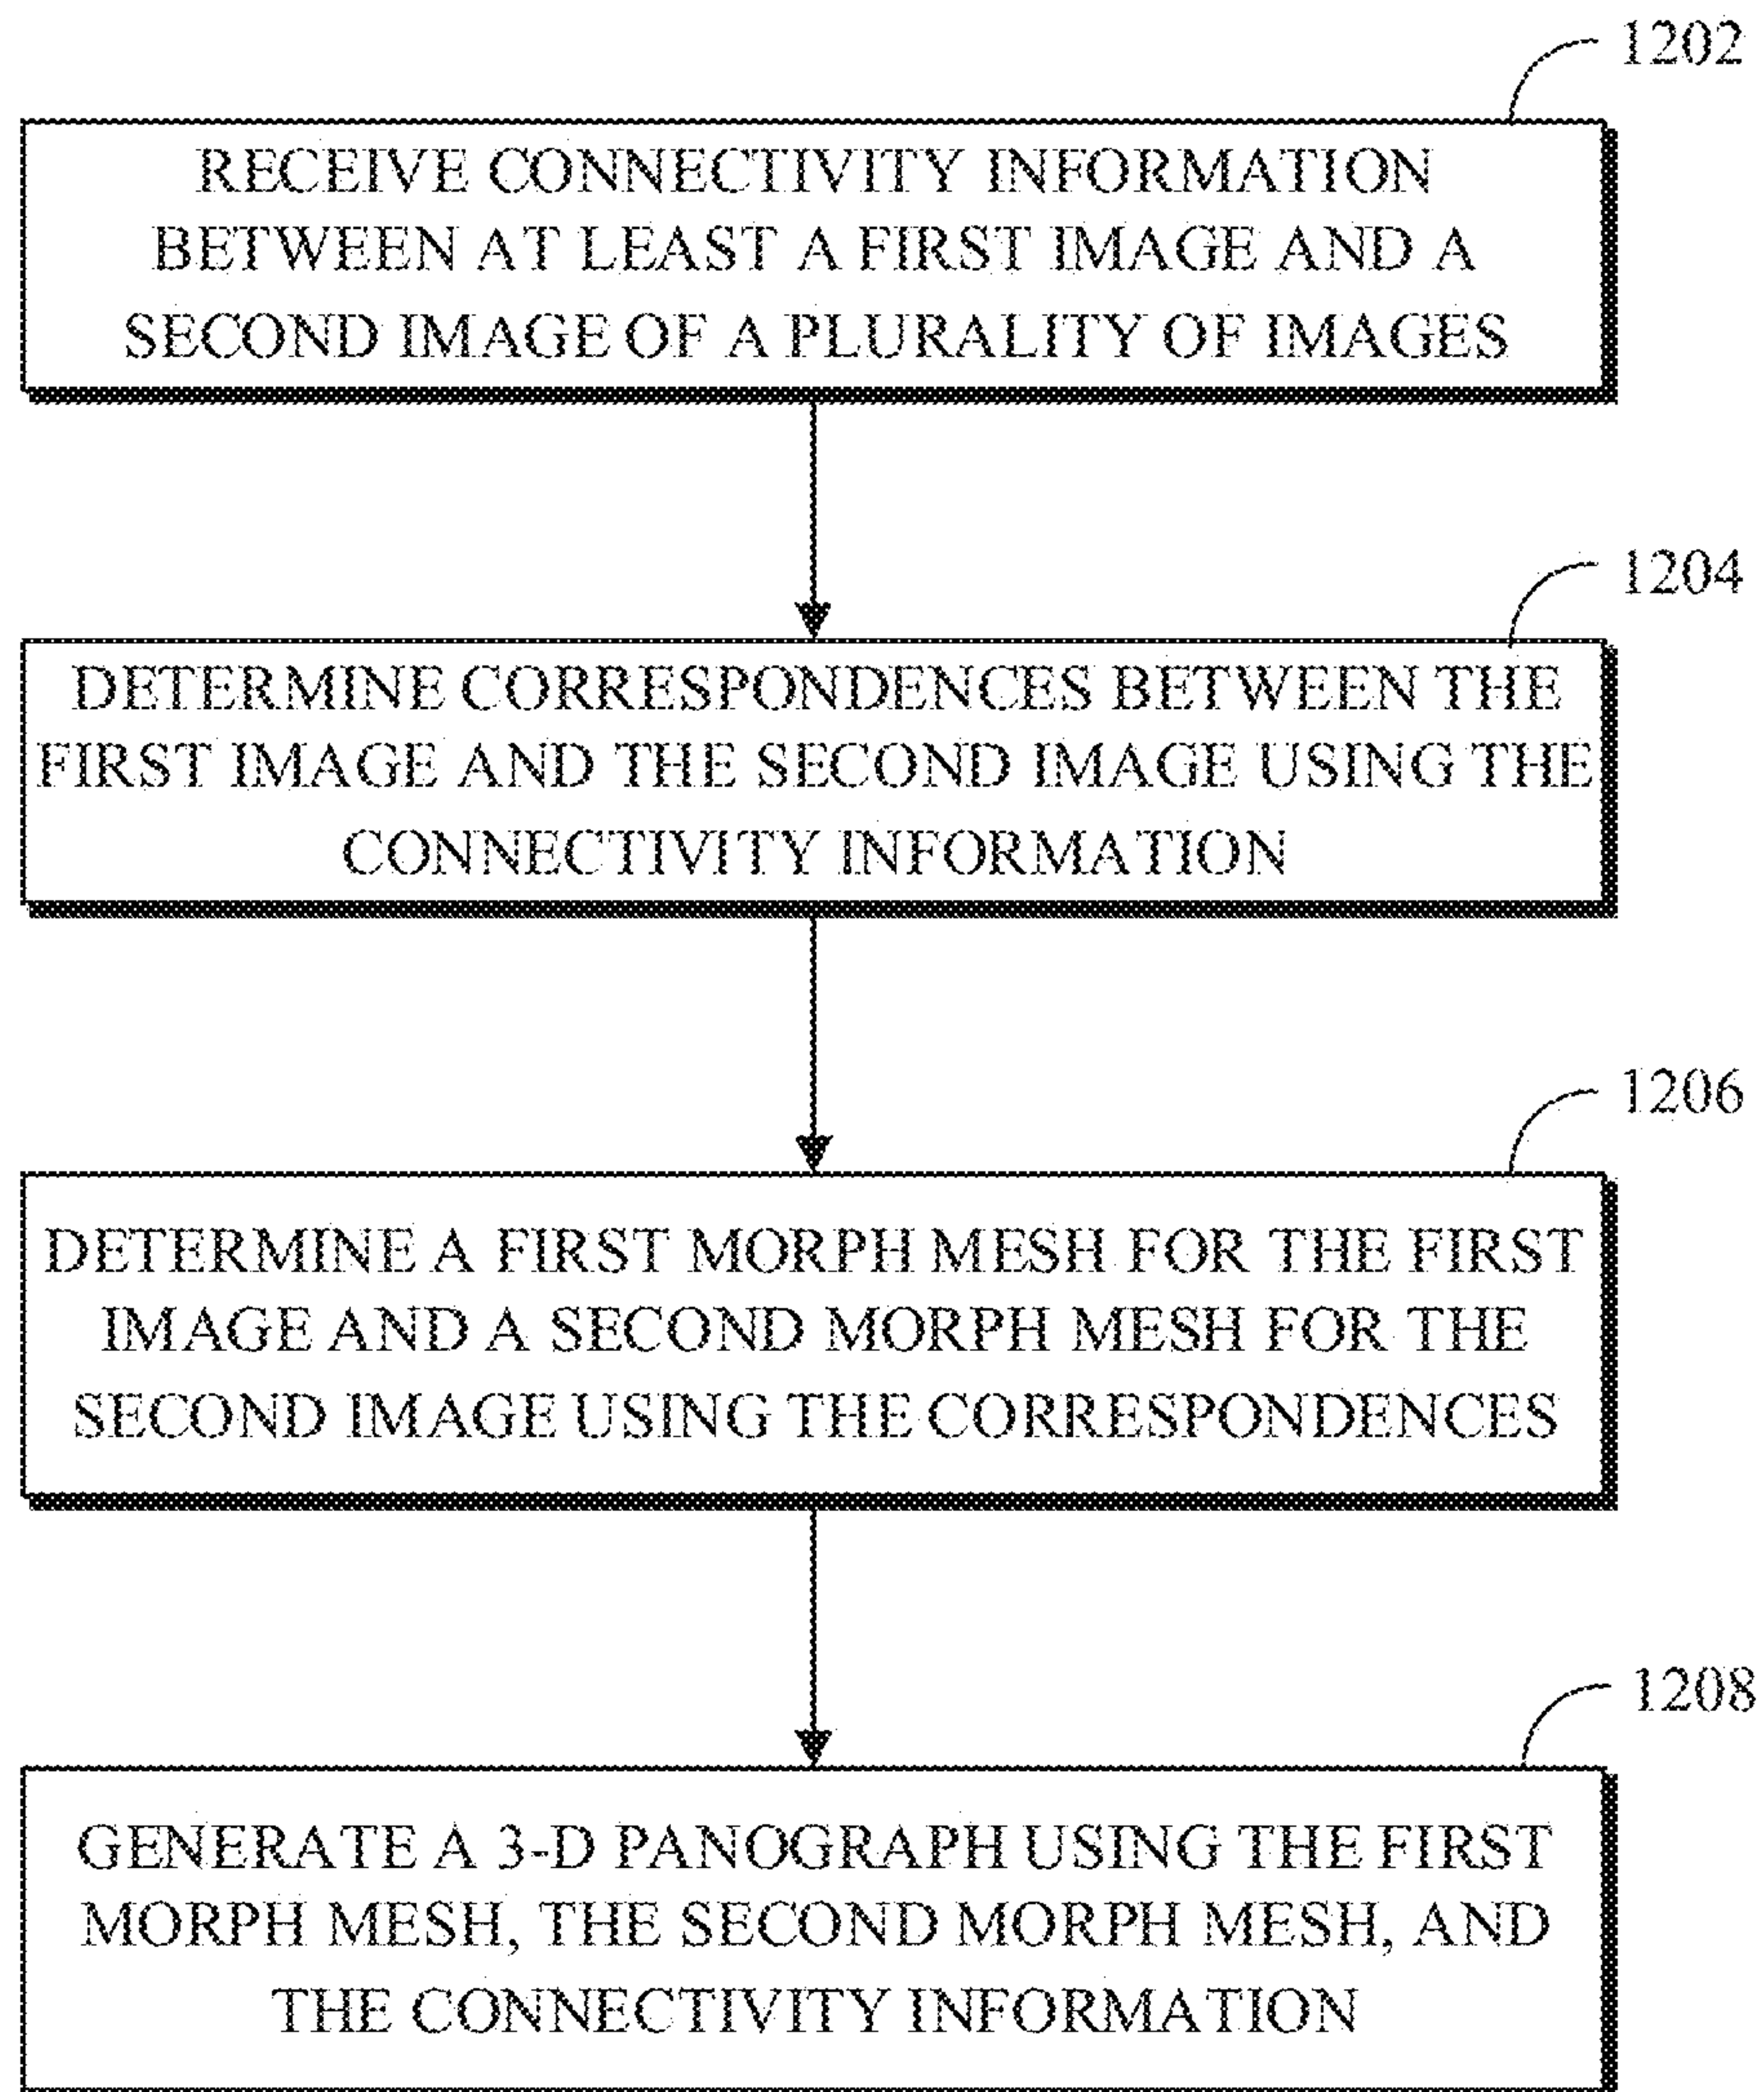 1202
RECEIVE CONNECTIVITY INFORMATION
BETWEEN AT LEAST A FIRST IMAGE AND A
SECOND IMAGE OF A PLURALITY OF IMAGES
1204
DETERMINE CORRESPONDENCES BETWEEN THE
FIRST IMAGE AND THE SECOND IMAGE USING THE
CONNECTIVITY INFORMATION
1206
DETERMINE A FIRST MORPH MESH FOR THE FIRST
IMAGE AND A SECOND MORPH MESH FOR THE
SECOND IMAGE USING THE CORRESPONDENCES
1208
GENERATE A 3-D PANOGRAPH USING THE FIRST
MORPH MESH, THE SECOND MORPH MESH, AND
THE CONNECTIVITY INFORMATION